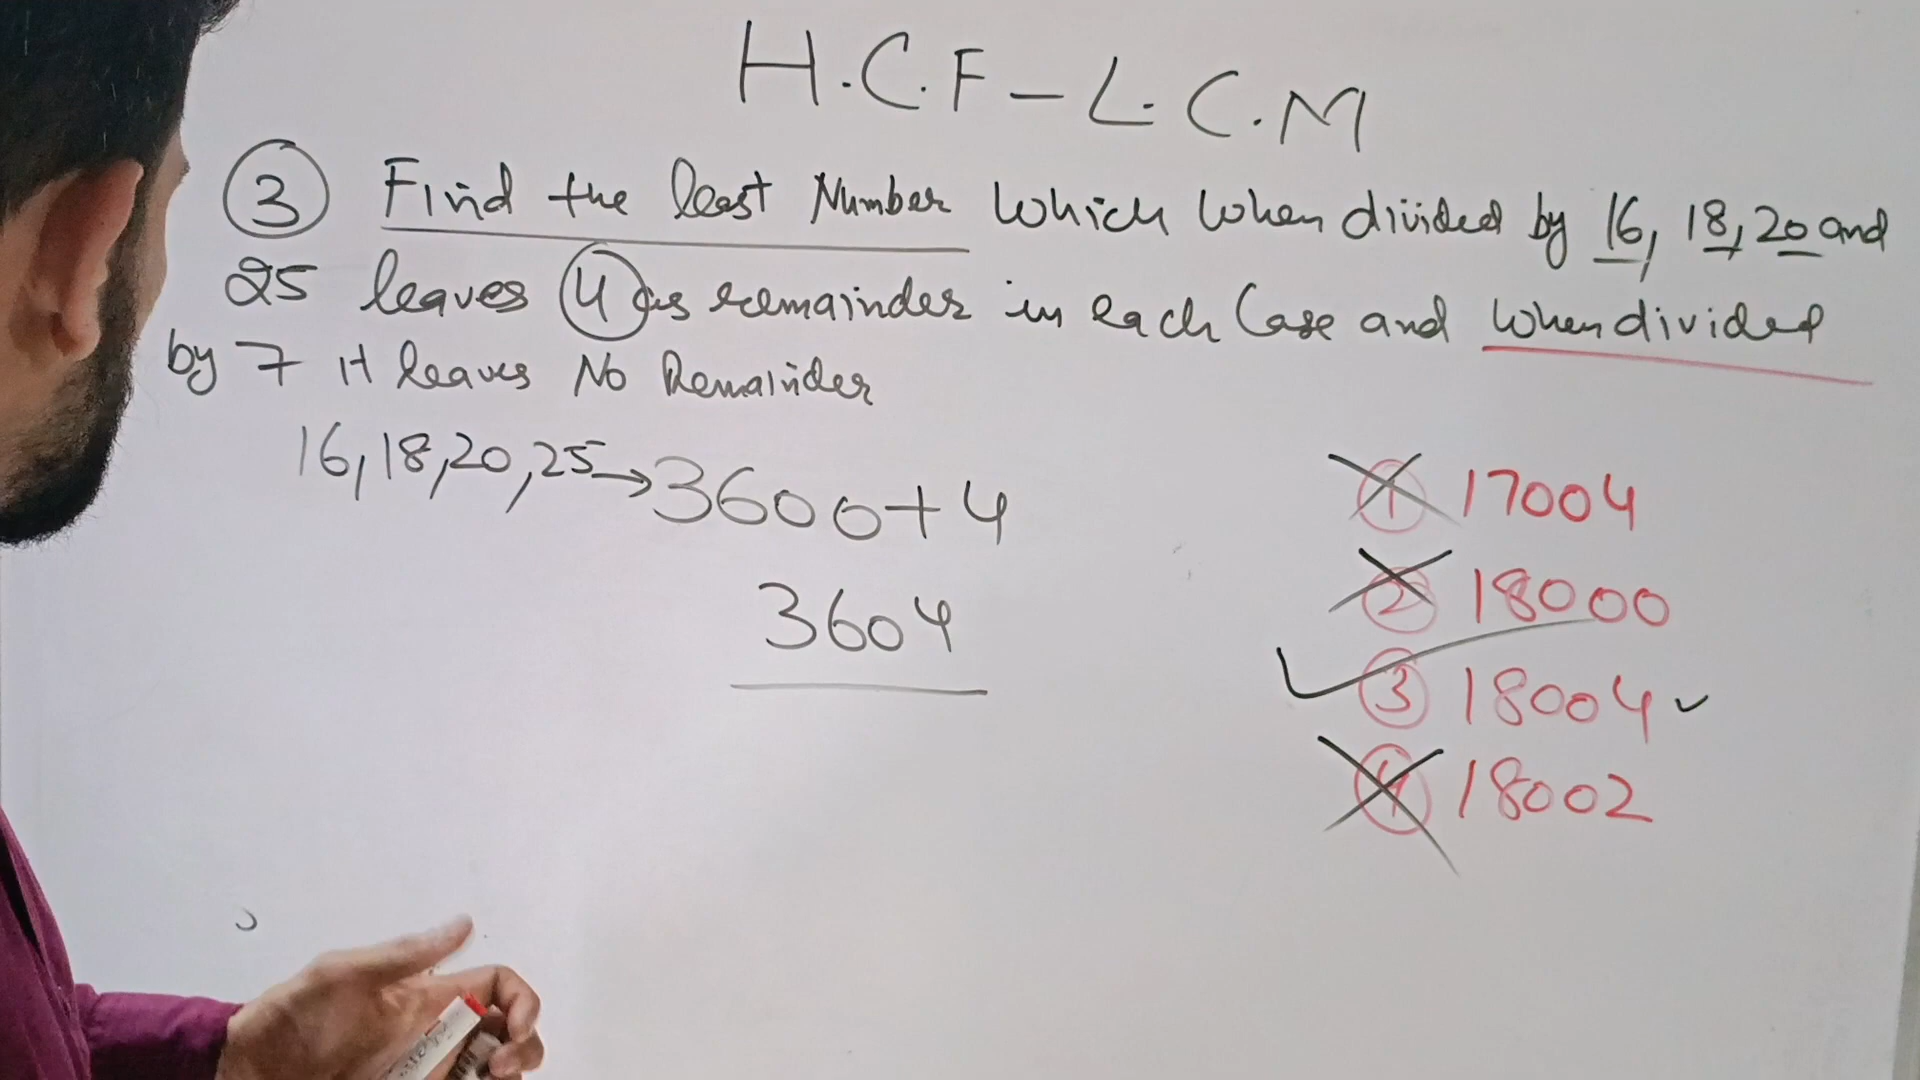 H.C.F - L.C.M
③ Find the least Number which when divided by 16, 18, 20 and
25 leaves 4 as remainder in each Case and when divided
by 7 it leaves No Remainder
16, 18, 20, 25 → 3600 + 4
3604
① 17004
② 18000
③ 18004 ✓
④ 18002